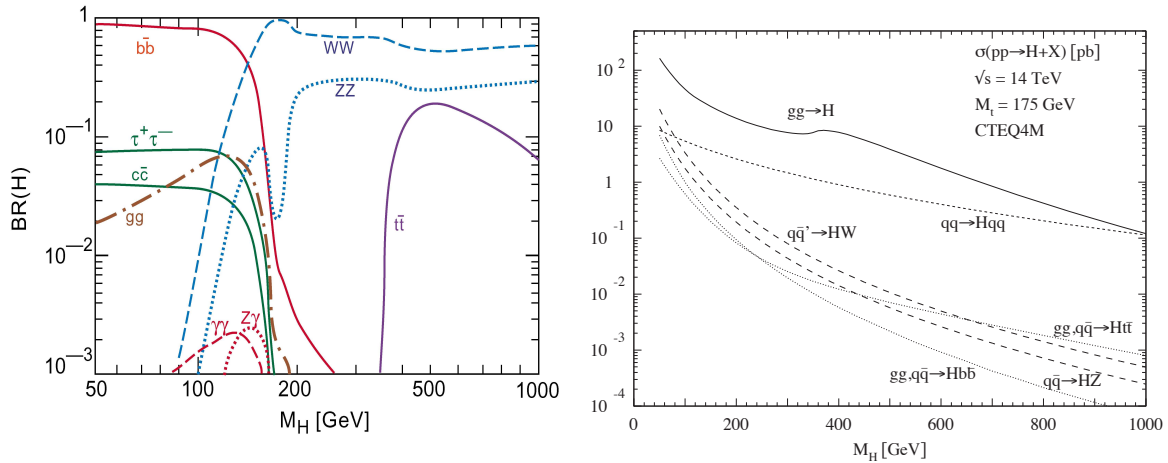 BR(H)
1
10⁻¹
10⁻²
10⁻³
bb̄
WW
ZZ
τ⁺τ⁻
cc̄
gg
tt̄
γγ
Zγ
50
100
200
500
1000
M_H [GeV]
σ(pp→H+X) [pb]
√s = 14 TeV
M_t = 175 GeV
CTEQ4M
gg→H
qq→Hqq
qq̄'→HW
gg,qq̄→Htt̄
gg,qq̄→Hbb̄
qq̄→HZ
10²
10
1
10⁻¹
10⁻²
10⁻³
10⁻⁴
0
200
400
600
800
1000
M_H [GeV]